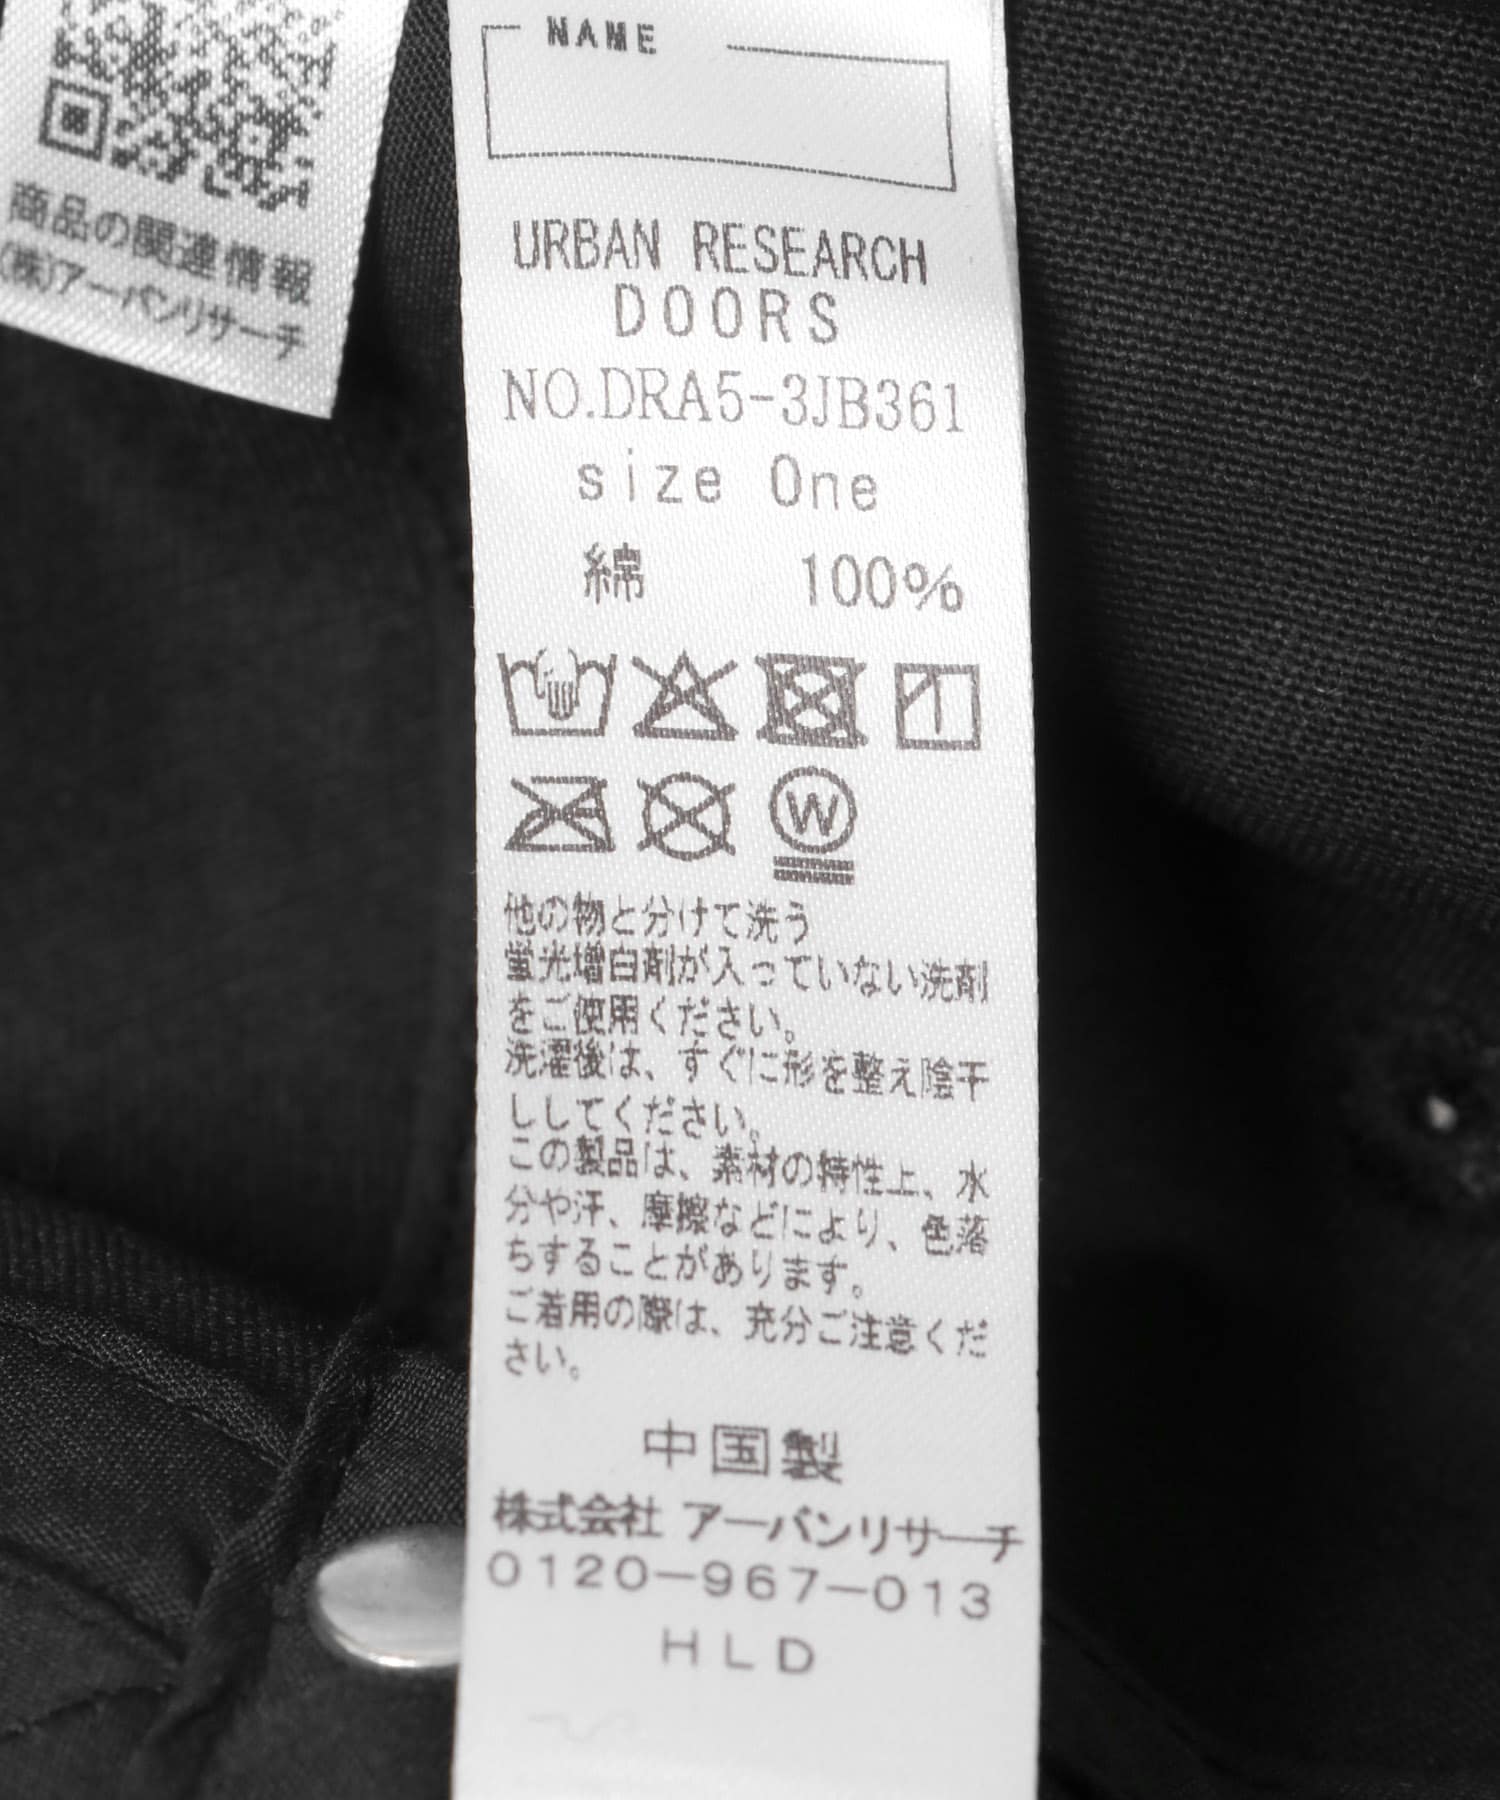 商品の関連情報
(株)アーバンリサーチ
NAME
URBAN RESEARCH
DOORS
NO.DRA5-3JB361
size One
綿 100%
W
他の物と分けて洗う
蛍光増白剤が入っていない洗剤
をご使用ください。
洗濯後は、すぐに形を整え陰干
ししてください。
この製品は、素材の特性上、水
分や汗、摩擦などにより、色落
ちすることがあります。
ご着用の際は、充分ご注意くだ
さい。
中国製
株式会社 アーバンリサーチ
0120-967-013
HLD